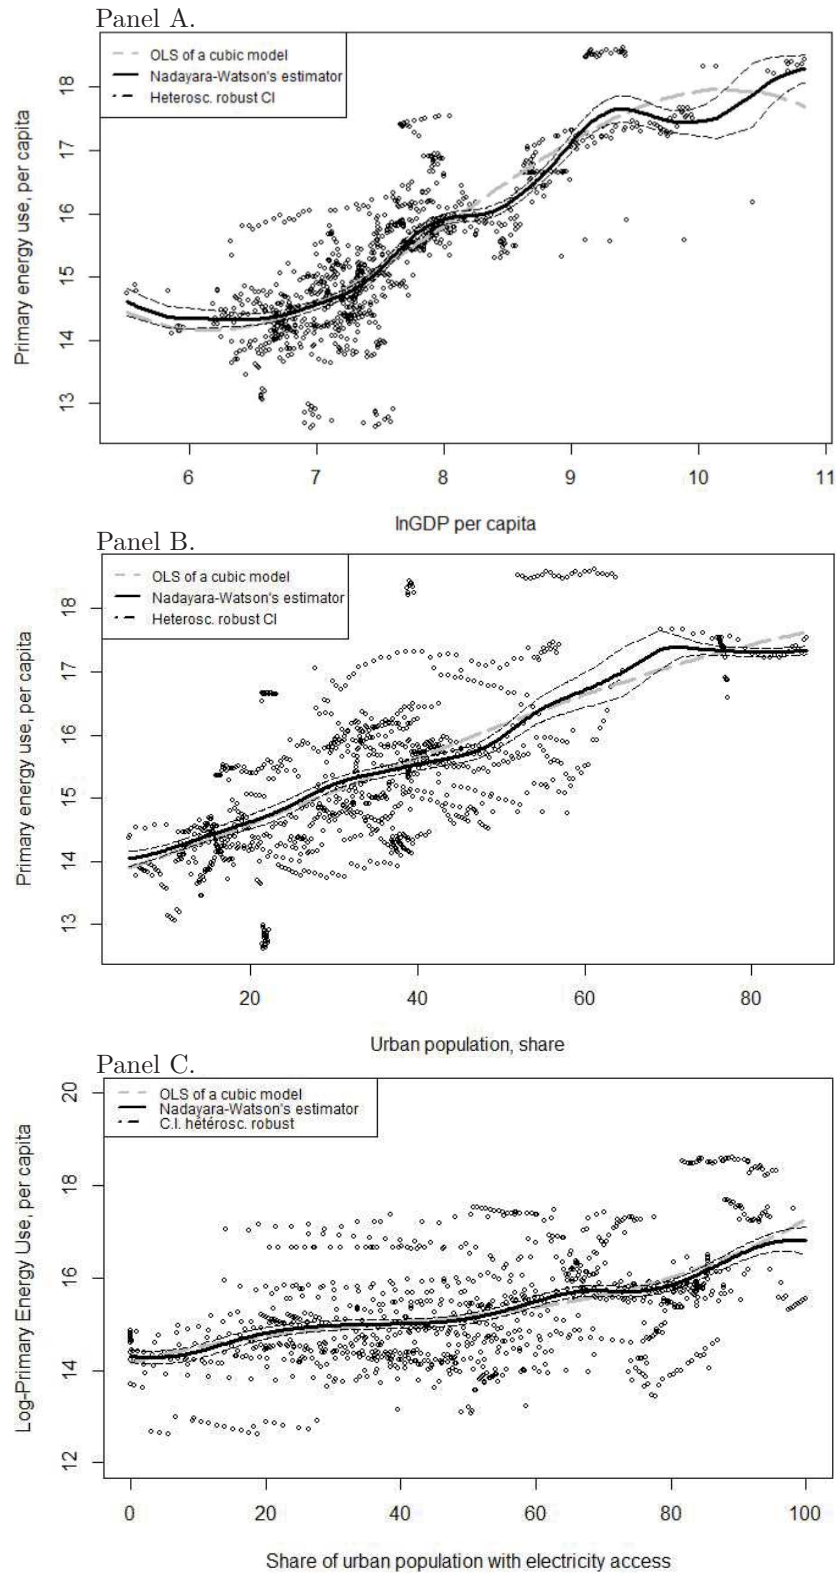 Panel A.
OLS of a cubic model
Nadayara-Watson's estimator
Heterosc. robust CI
Primary energy use, per capita
18
17
16
15
14
13
6 7 8 9 10 11
lnGDP per capita
Panel B.
OLS of a cubic model
Nadayara-Watson's estimator
Heterosc. robust CI
Primary energy use, per capita
18
17
16
15
14
13
20 40 60 80
Urban population, share
Panel C.
OLS of a cubic model
Nadayara-Watson's estimator
C.I. hétérosc. robust
Log-Primary Energy Use, per capita
20
18
16
14
12
0 20 40 60 80 100
Share of urban population with electricity access